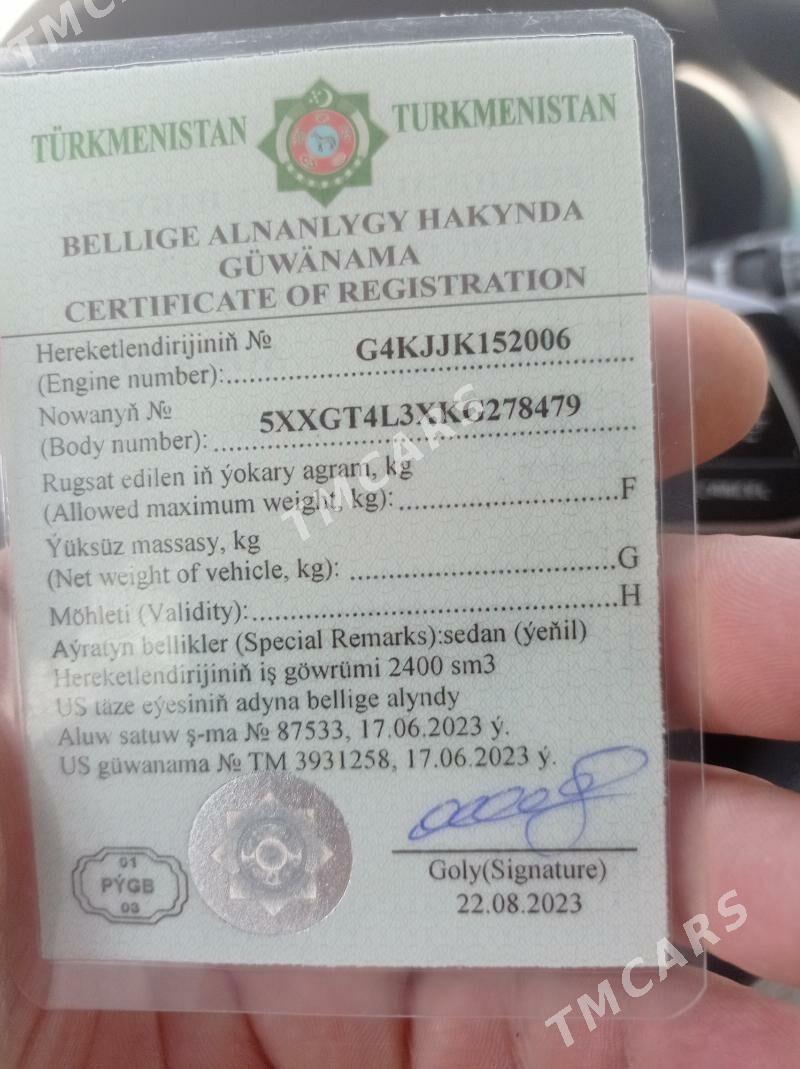 TMCARS
TÜRKMENISTAN TURKMENISTAN
BELLIGE ALNANLYGY HAKYNDA
GÜWÄNAMA
CERTIFICATE OF REGISTRATION
Hereketlendirijiniň № G4KJJK152006
(Engine number):
Nowanyň № 5XXGT4L3XKG278479
(Body number):
Rugsat edilen iň ýokary agram, kg
(Allowed maximum weight, kg): F
TMCARS
Ýüksüz massasy, kg
(Net weight of vehicle, kg): G
Möhleti (Validity): H
Aýratyn bellikler (Special Remarks):sedan (ýeňil)
Hereketlendirijiniň iş göwrümi 2400 sm3
US täze eýesiniň adyna bellige alyndy
Aluw satuw ş-ma № 87533, 17.06.2023 ý.
US güwanama № TM 3931258, 17.06.2023 ý.
01
PÝGB
03
Goly(Signature)
22.08.2023
TMCARS
CANCEL